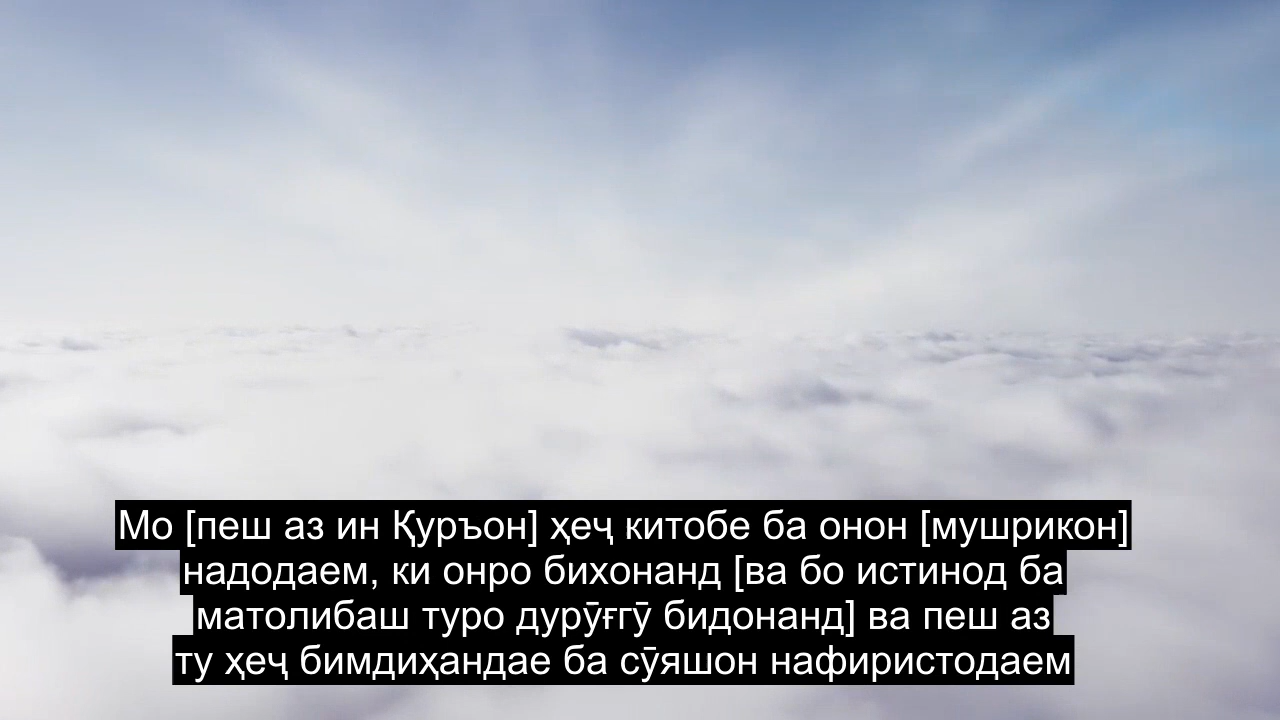 Мо [пеш аз ин Қуръон] ҳеҷ китобе ба онон [мушрикон]
надодаем, ки онро бихонанд [ва бо истинод ба
матолибаш туро дурӯғгӯ бидонанд] ва пеш аз
ту ҳеҷ бимдиҳандае ба сӯяшон нафиристодаем